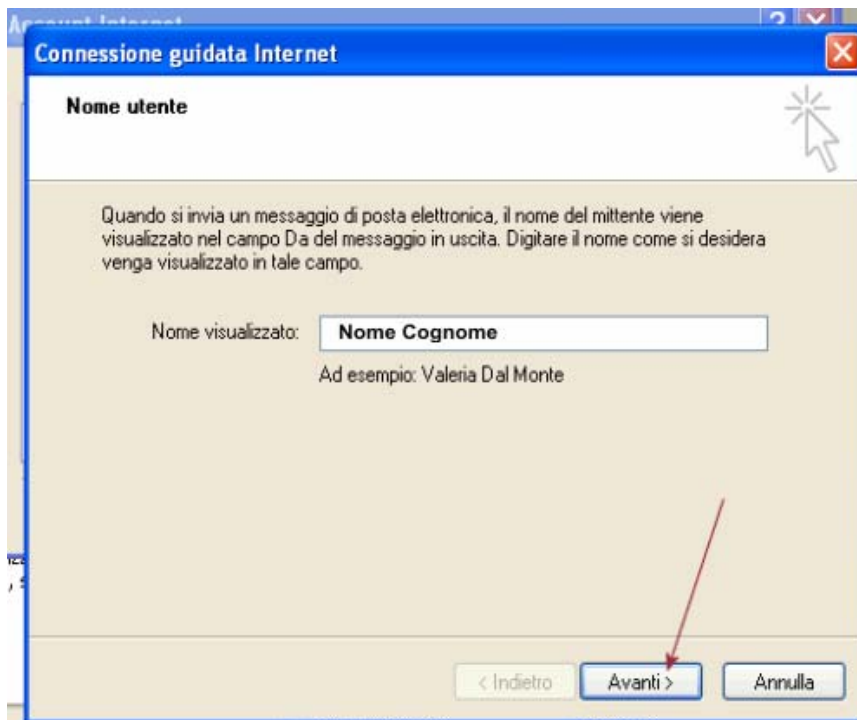 Account Internet
Connessione guidata Internet
Nome utente
Quando si invia un messaggio di posta elettronica, il nome del mittente viene
visualizzato nel campo Da del messaggio in uscita. Digitare il nome come si desidera
venga visualizzato in tale campo.
Nome visualizzato: Nome Cognome
Ad esempio: Valeria Dal Monte
< Indietro Avanti > Annulla